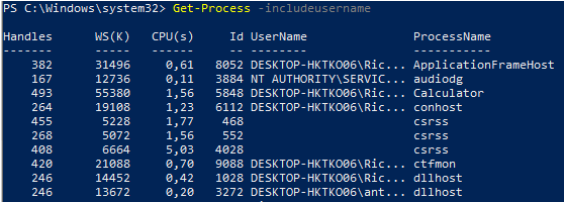 PS C:\Windows\system32> Get-Process -includeusername
Handles WS(K) CPU(s) Id UserName ProcessName
------- ----- ------ -- -------- -----------
382 31496 0,61 8052 DESKTOP-HKTKO06\Ric... ApplicationFrameHost
167 12736 0,11 3884 NT AUTHORITY\SERVIC... audiodg
493 55380 1,56 5848 DESKTOP-HKTKO06\Ric... Calculator
264 19108 1,23 6112 DESKTOP-HKTKO06\Ric... conhost
455 5228 1,77 468 csrss
268 5072 1,56 552 csrss
408 6664 5,03 4028 csrss
420 21088 0,70 9088 DESKTOP-HKTKO06\Ric... ctfmon
246 14452 0,42 1028 DESKTOP-HKTKO06\Ric... dllhost
246 13672 0,20 3272 DESKTOP-HKTKO06\ant... dllhost